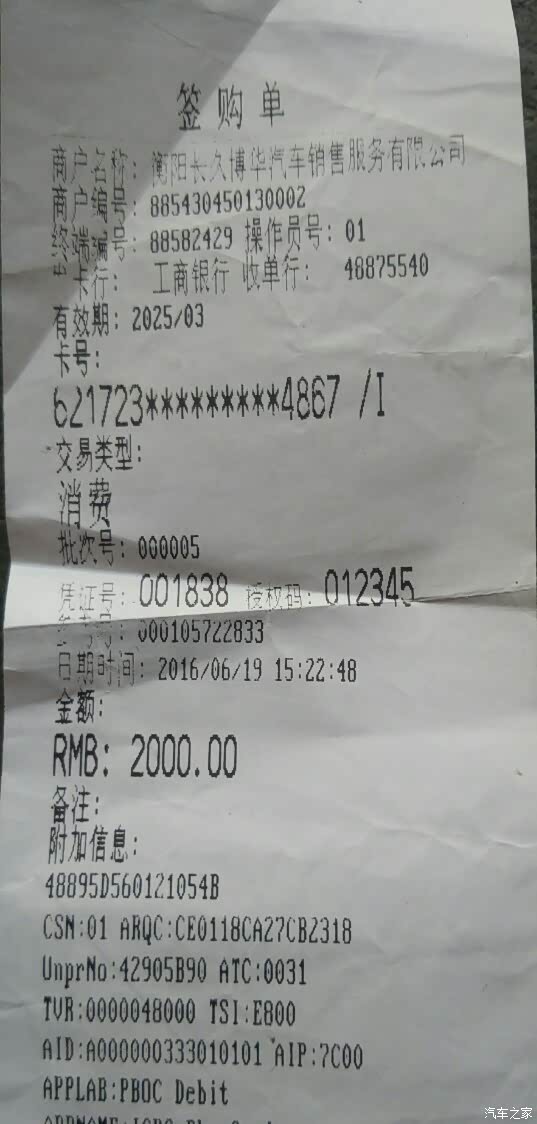 签购单
商户名称: 衡阳长久博华汽车销售服务有限公司
商户编号: 885430450130002
终端编号: 88582429 操作员号: 01
卡行: 工商银行 收单行: 48875540
有效期: 2025/03
卡号:
621723*********4867 /I
交易类型:
消费
批次号: 000005
凭证号: 001838 授权码: 012345
参考号: 000105722833
日期时间: 2016/06/19 15:22:48
金额:
RMB: 2000.00
备注:
附加信息:
48895D560121054B
CSN:01 ARQC:CE0118CA27CB2318
UnprNo:42905B90 ATC:0031
TVR:0000048000 TSI:E800
AID:A000000333010101 AIP:7C00
APPLAB:PBOC Debit
汽车之家